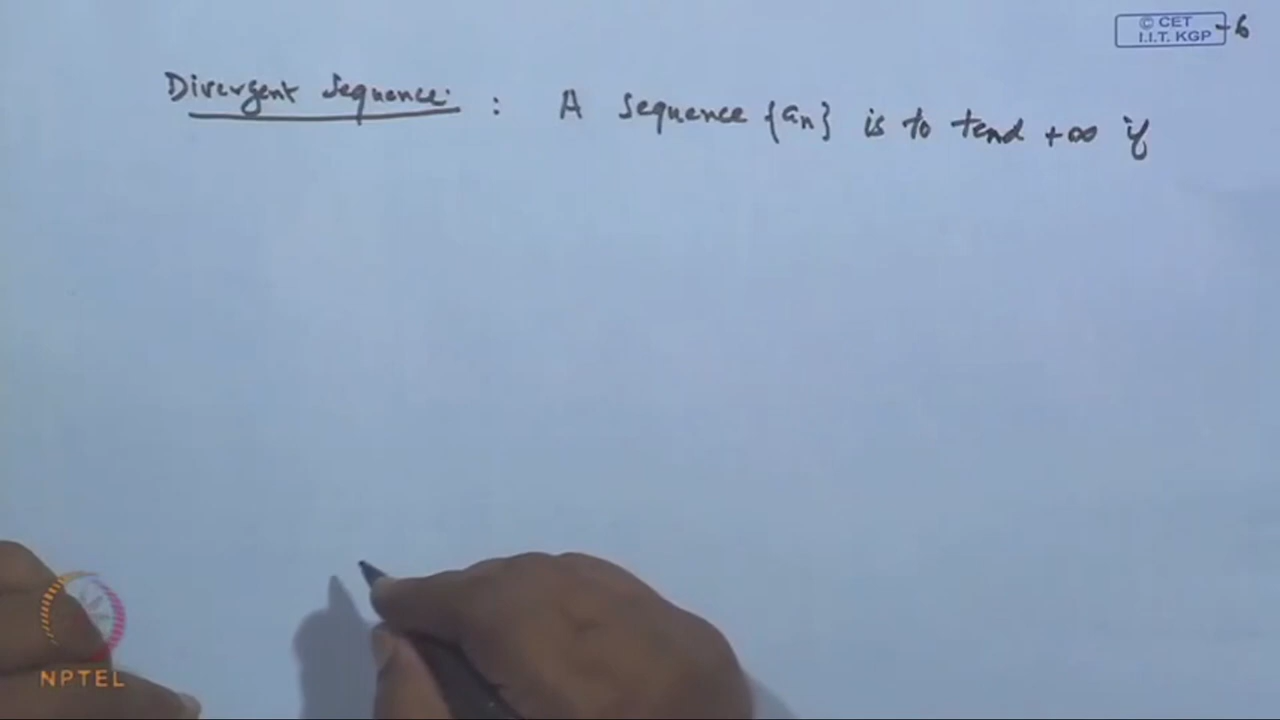 © CET
I.I.T. KGP
-6
Divergent Sequence : A sequence {an} is to tend +∞ if
NPTEL